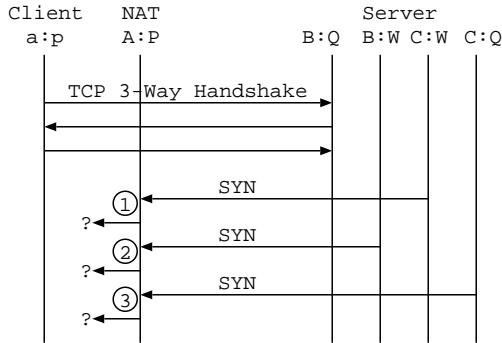 Client NAT Server
a:p A:P B:Q B:W C:W C:Q
TCP 3-Way Handshake
SYN
1
?
SYN
2
?
SYN
3
?